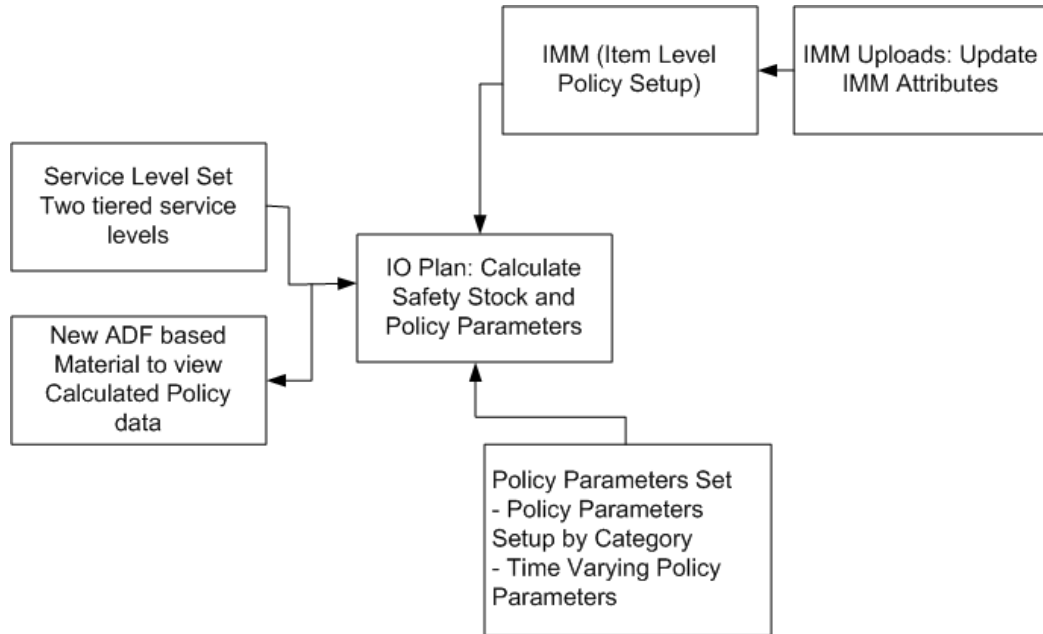 IMM (Item Level
Policy Setup)
IMM Uploads: Update
IMM Attributes
Service Level Set
Two tiered service
levels
IO Plan: Calculate
Safety Stock and
Policy Parameters
New ADF based
Material to view
Calculated Policy
data
Policy Parameters Set
- Policy Parameters
Setup by Category
- Time Varying Policy
Parameters